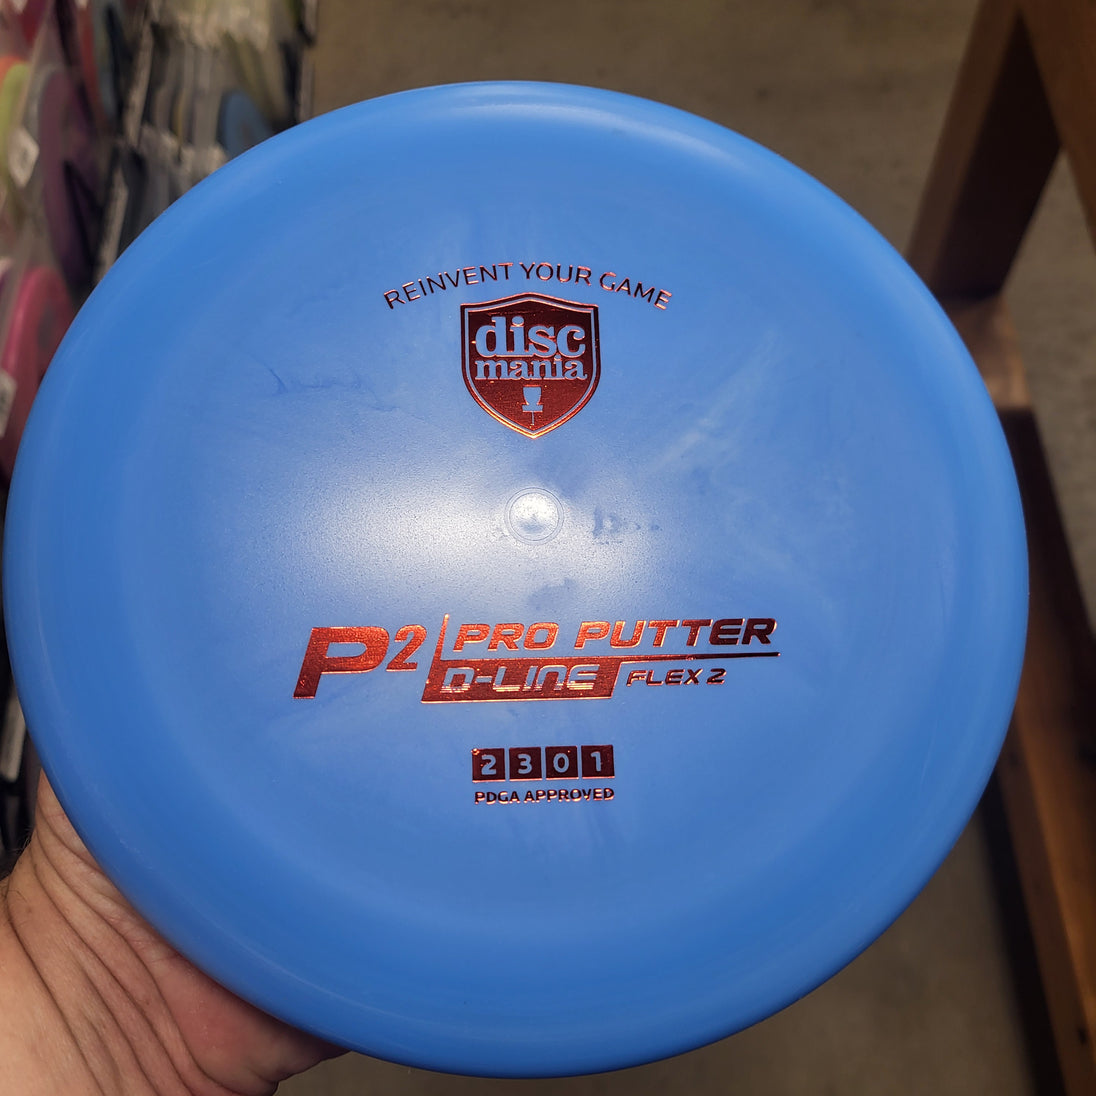 REINVENT YOUR GAME
disc
mania
P2 PRO PUTTER
D-LINE FLEX 2
2 3 0 1
PDGA APPROVED